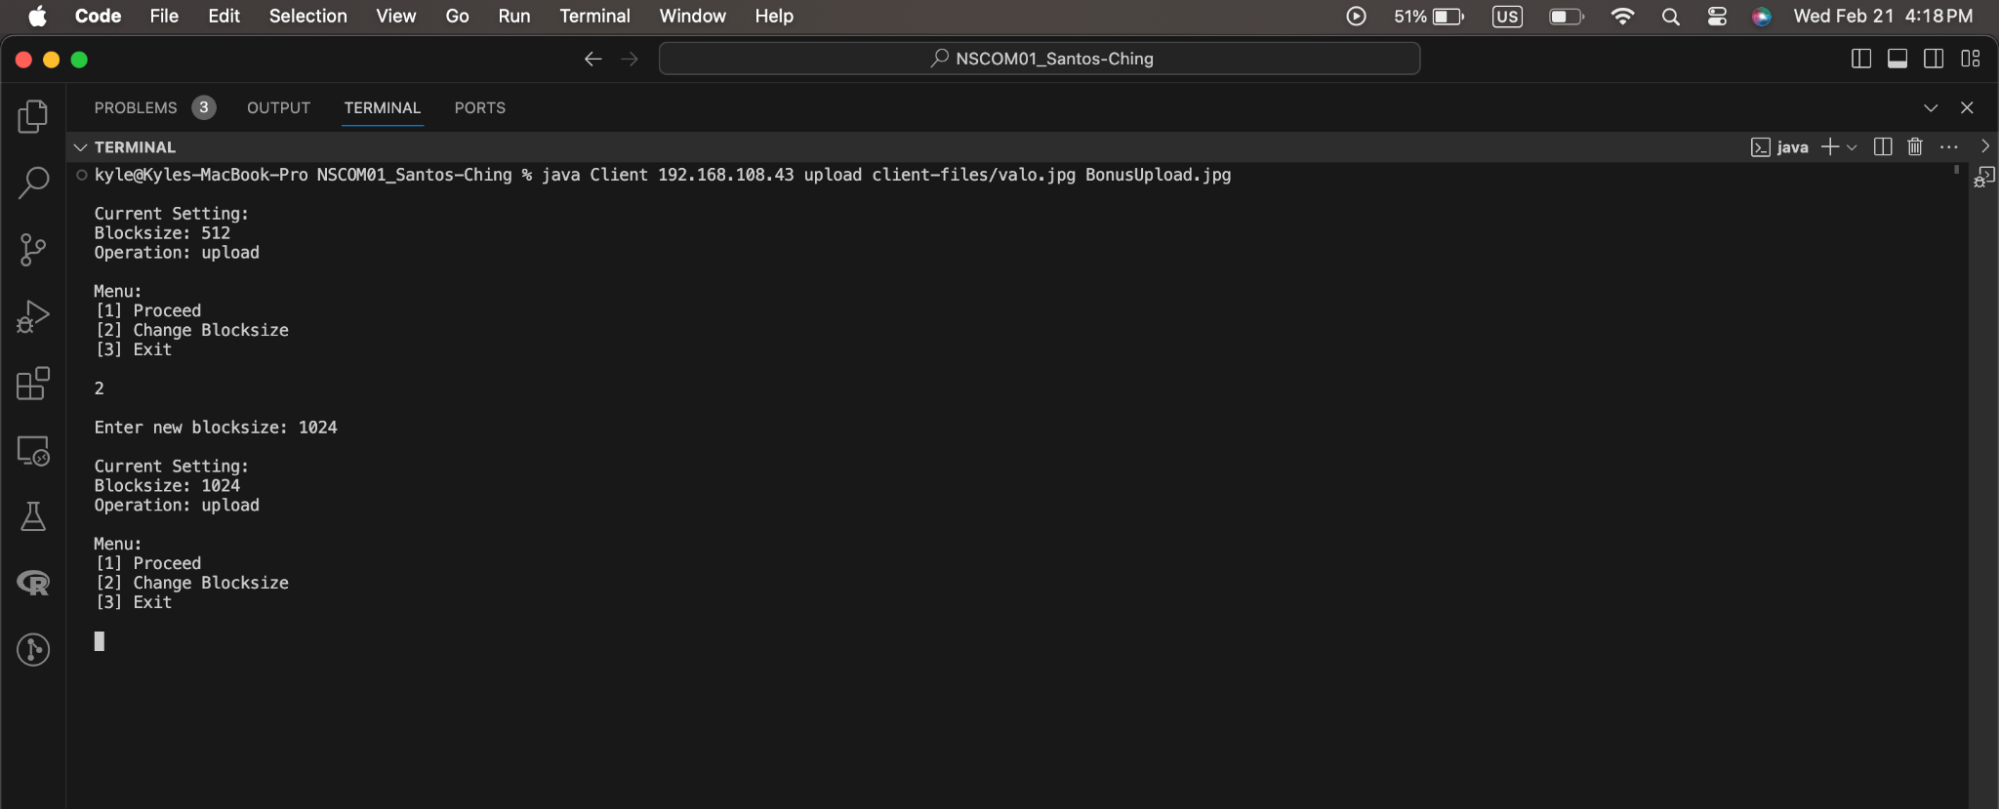 Code File Edit Selection View Go Run Terminal Window Help 51% US Wed Feb 21 4:18 PM
NSCOM01_Santos-Ching
PROBLEMS 3 OUTPUT TERMINAL PORTS
TERMINAL java
kyle@Kyles-MacBook-Pro NSCOM01_Santos-Ching % java Client 192.168.108.43 upload client-files/valo.jpg BonusUpload.jpg
Current Setting:
Blocksize: 512
Operation: upload
Menu:
[1] Proceed
[2] Change Blocksize
[3] Exit
2
Enter new blocksize: 1024
Current Setting:
Blocksize: 1024
Operation: upload
Menu:
[1] Proceed
[2] Change Blocksize
[3] Exit
R